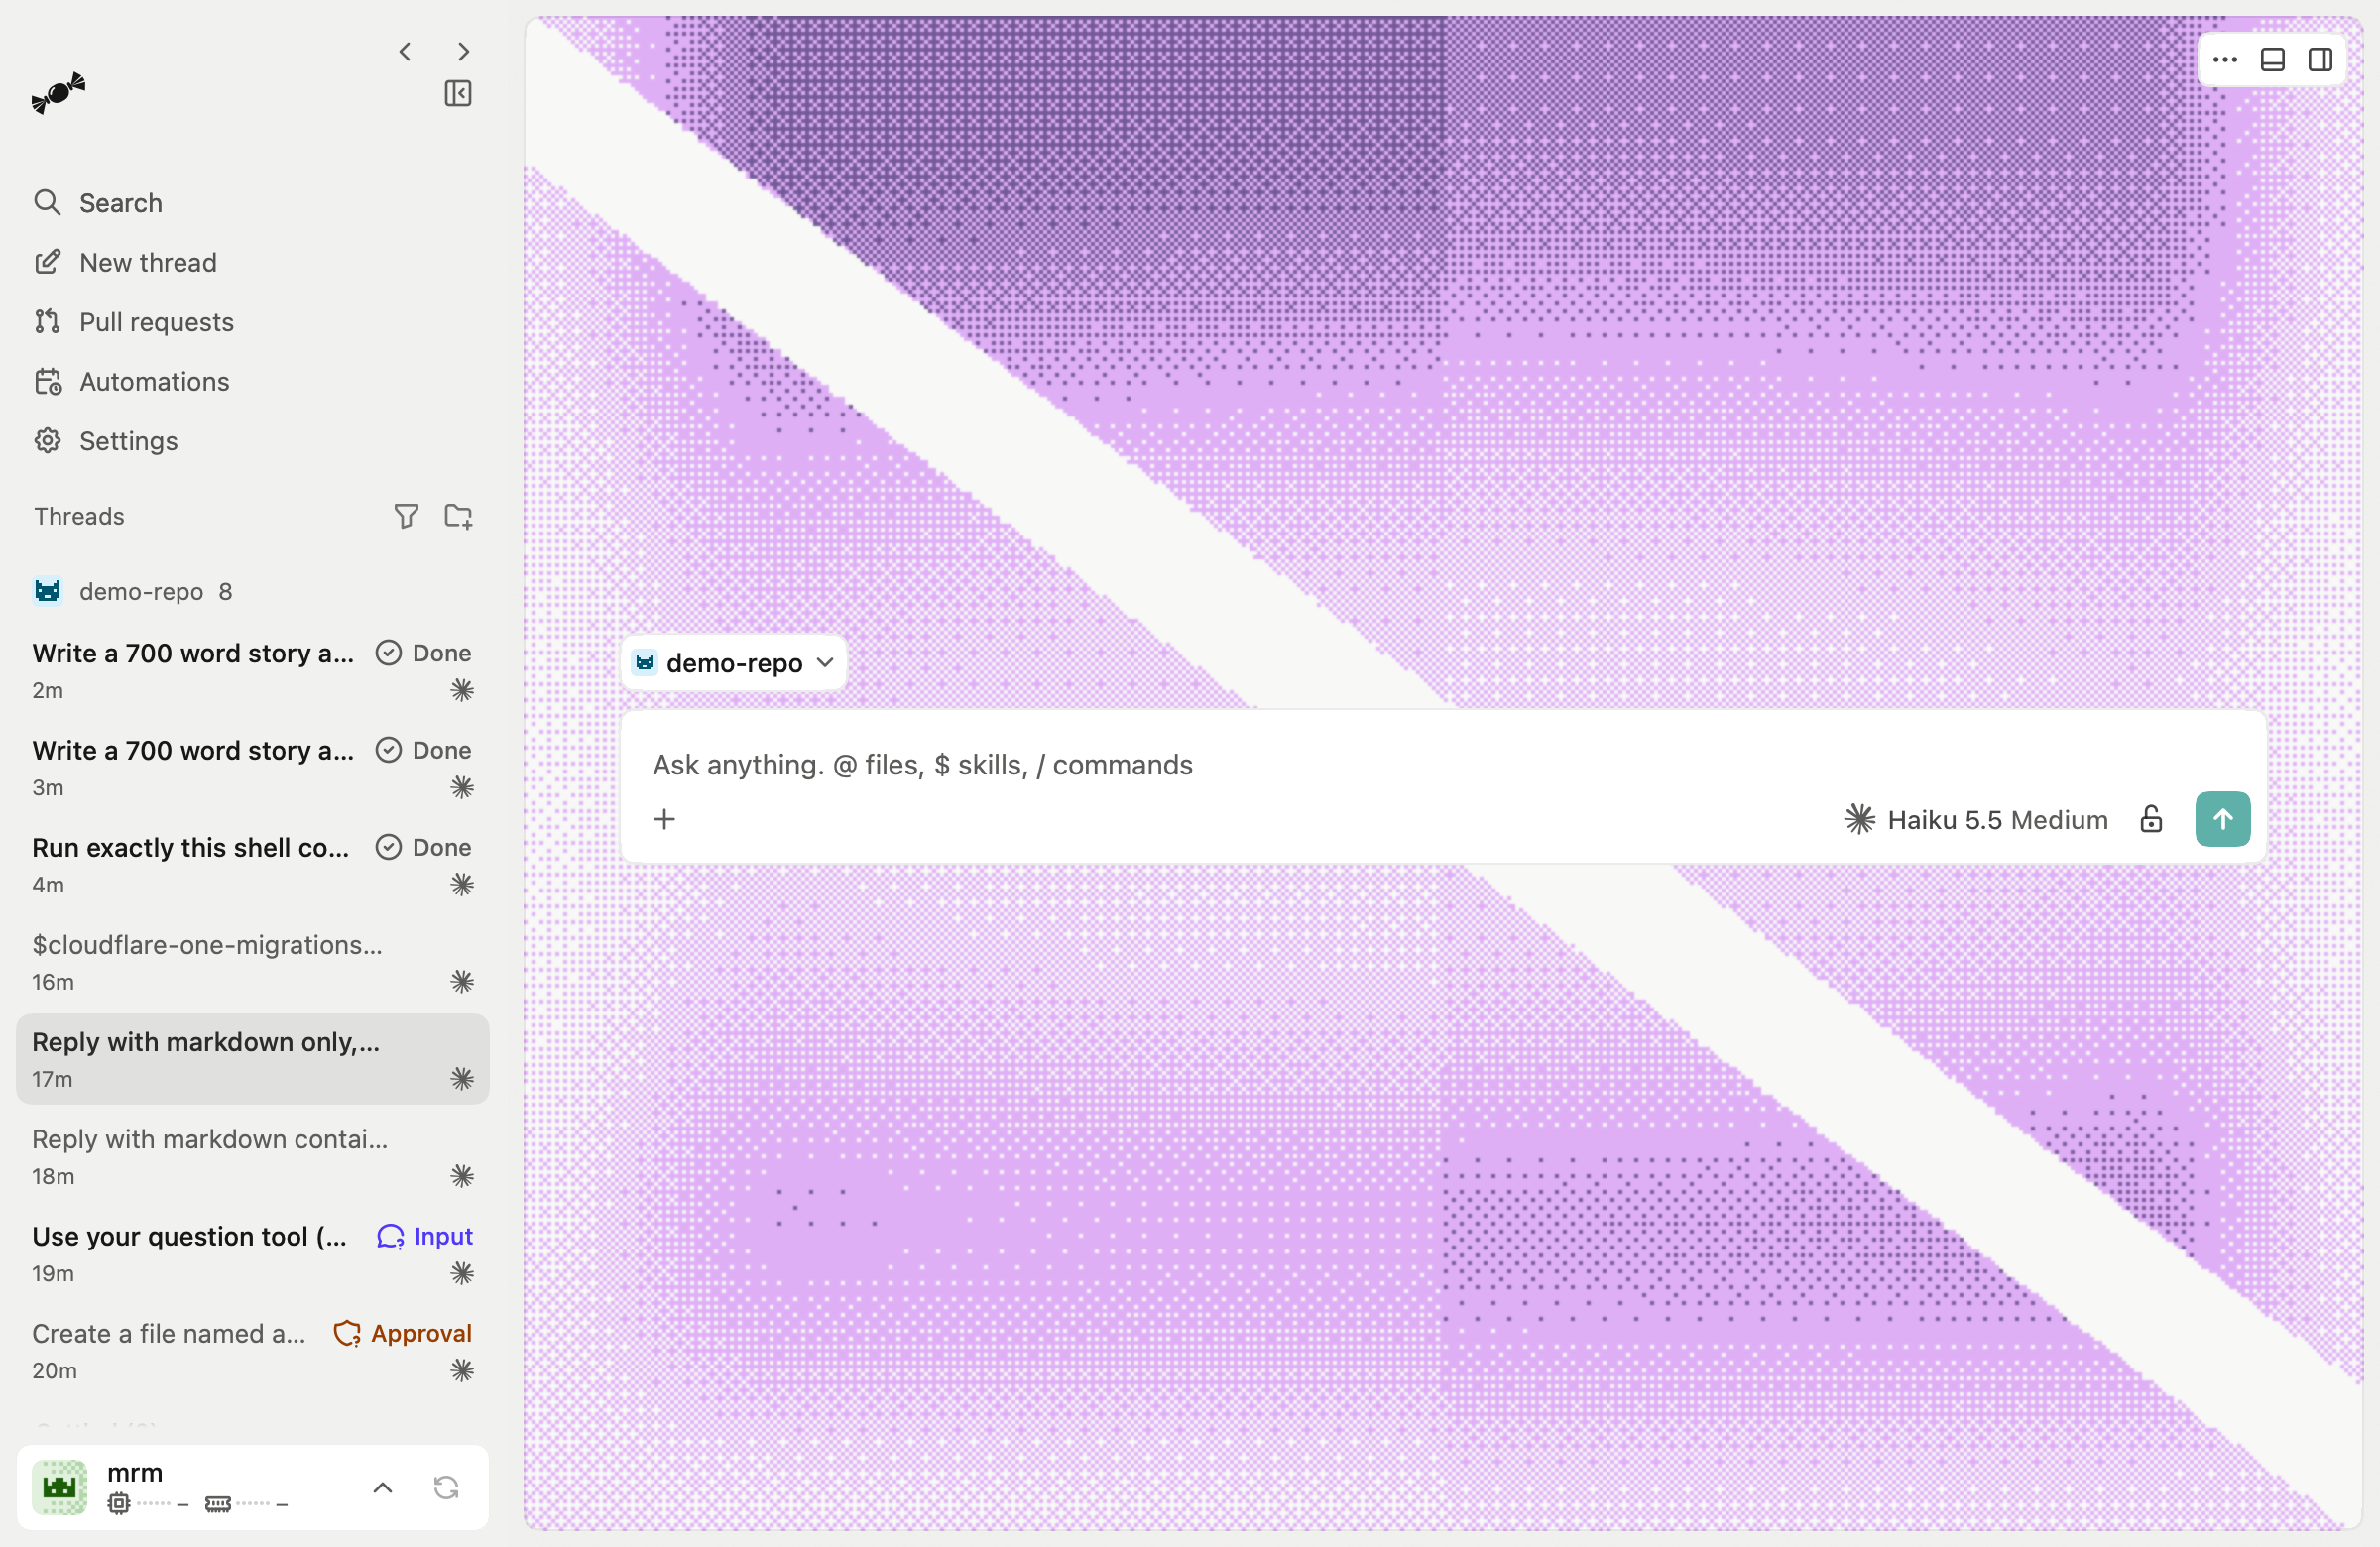 Search
New thread
Pull requests
Automations
Settings
Threads
demo-repo 8
Write a 700 word story a... Done
2m
Write a 700 word story a... Done
3m
Run exactly this shell co... Done
4m
$cloudflare-one-migrations...
16m
Reply with markdown only,...
17m
Reply with markdown contai...
18m
Use your question tool (... Input
19m
Create a file named a... Approval
20m
mrm
– –
demo-repo
Ask anything. @ files, $ skills, / commands
Haiku 5.5 Medium